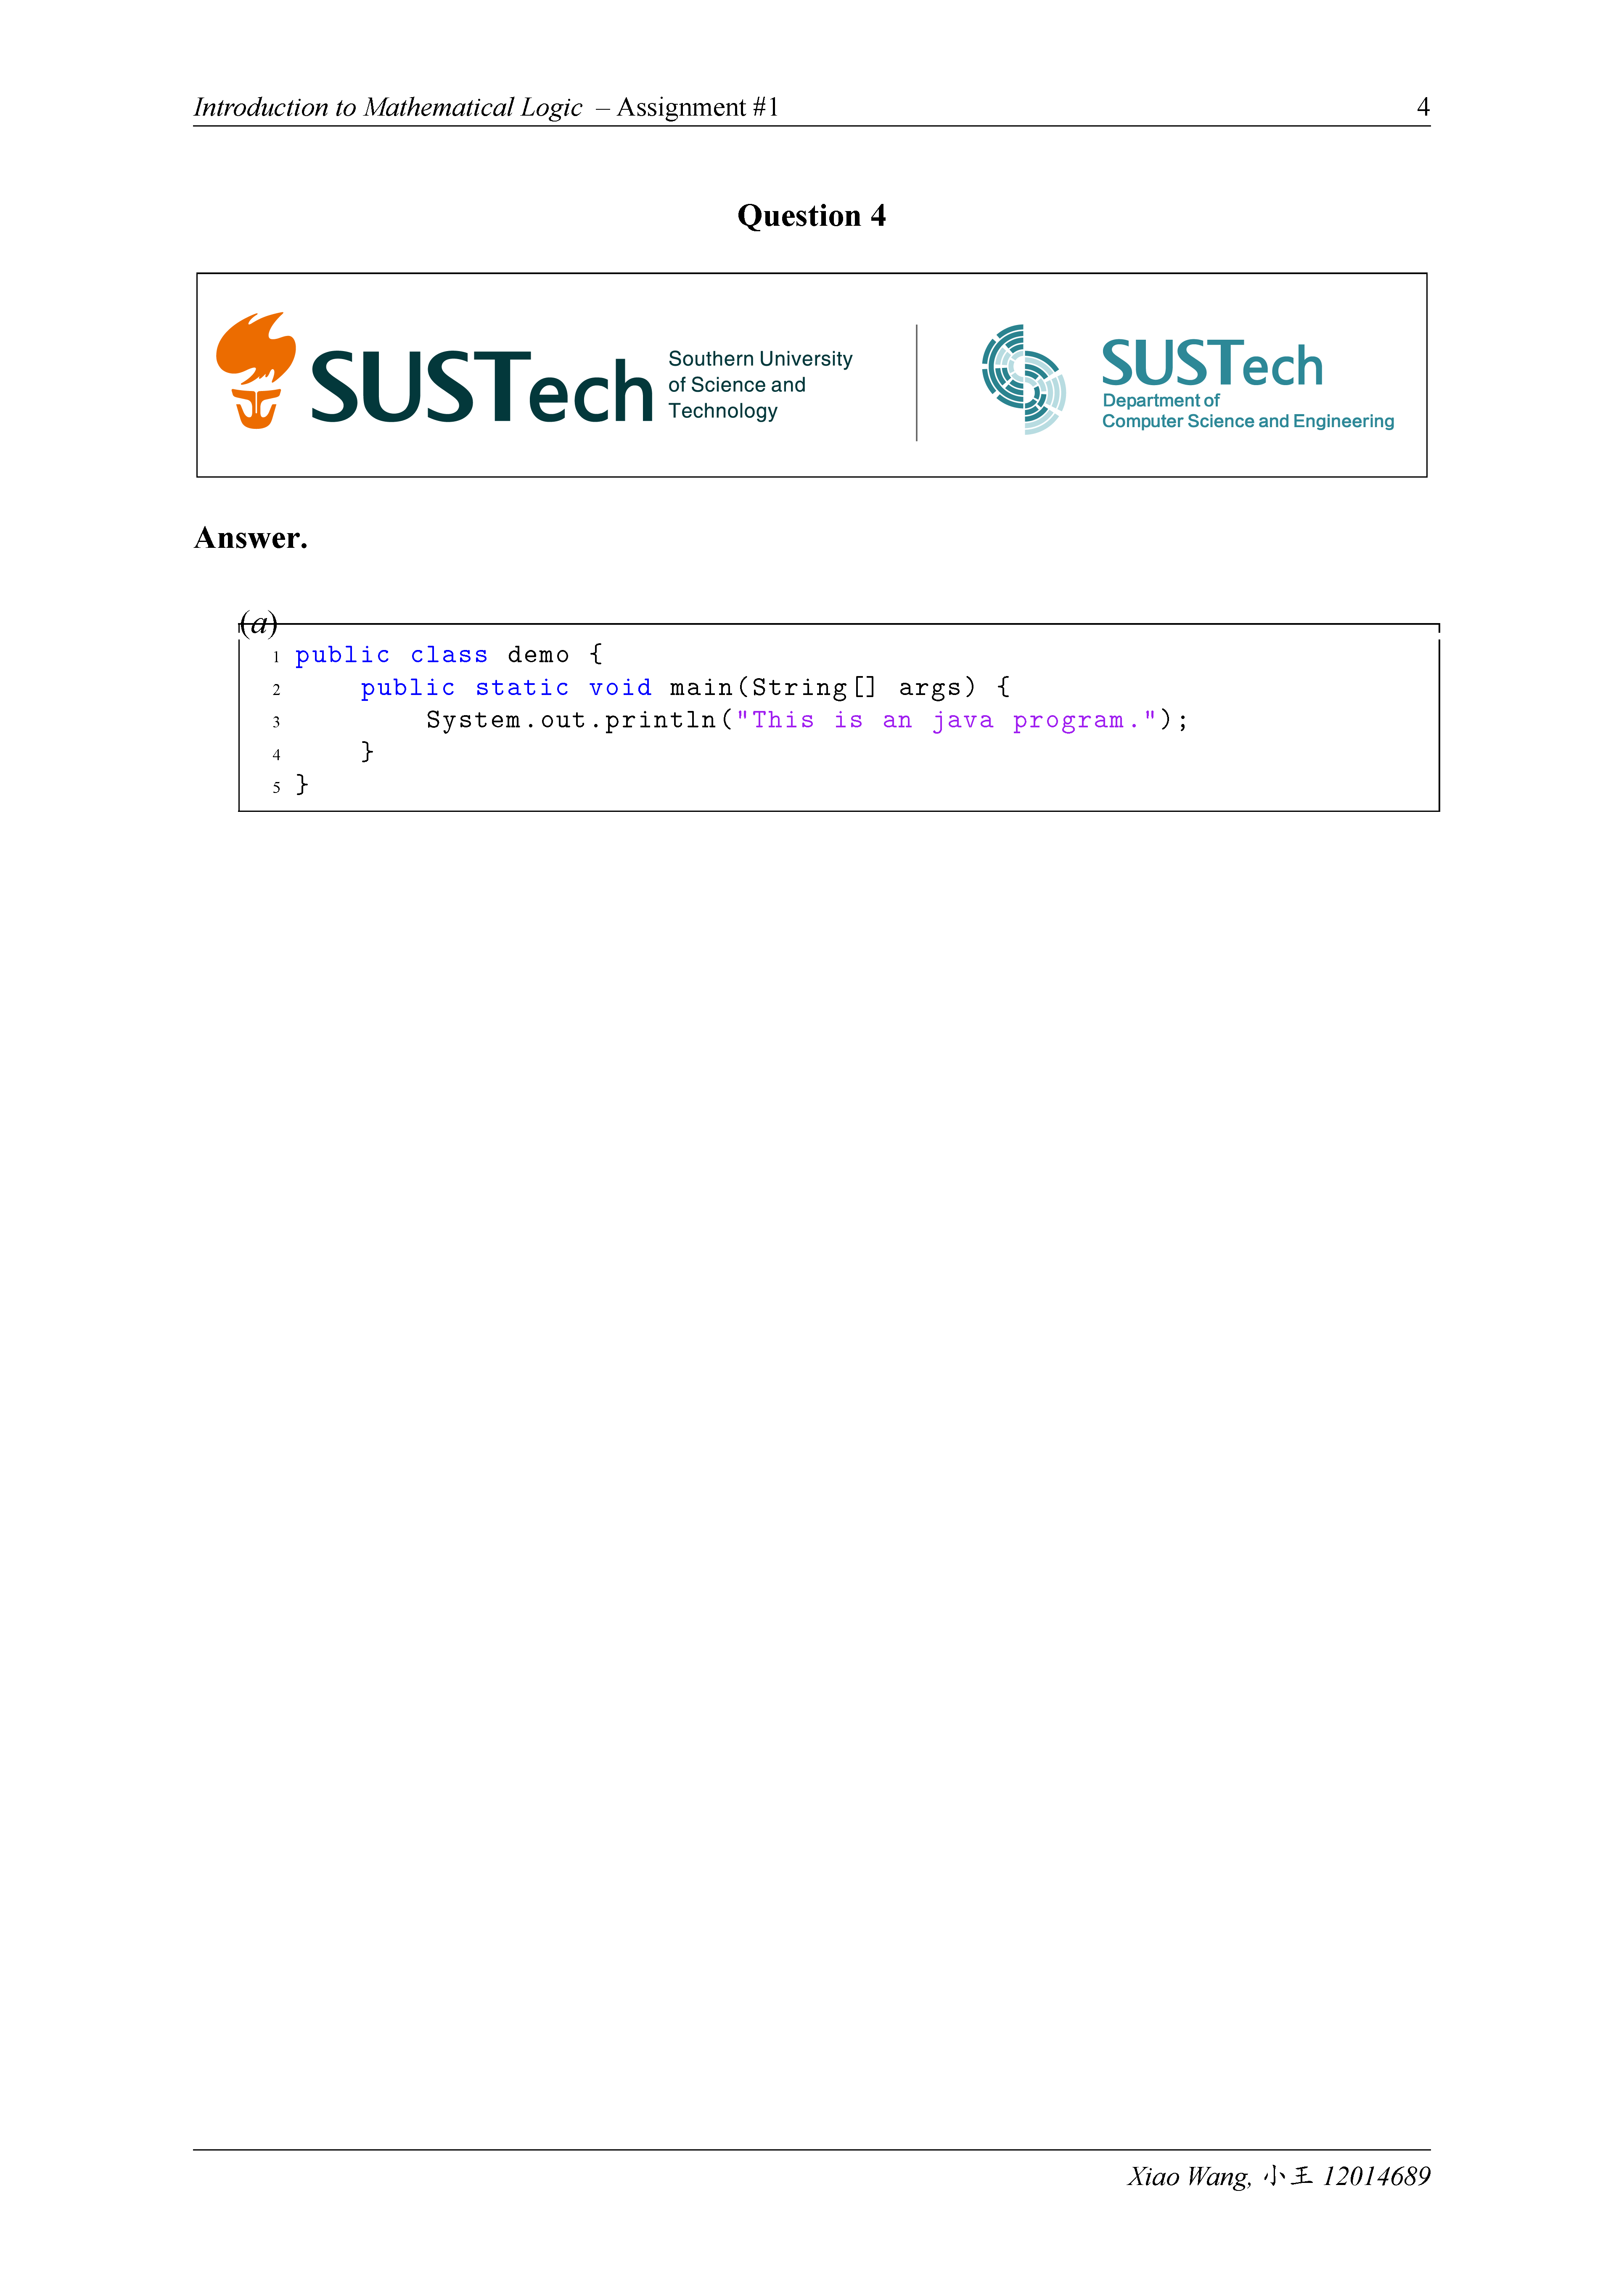 Introduction to Mathematical Logic – Assignment #1 4
Question 4
SUSTech
Southern University
of Science and
Technology
SUSTech
Department of
Computer Science and Engineering
Answer.
(a)
1 public class demo {
2     public static void main(String[] args) {
3         System.out.println("This is an java program.");
4     }
5 }
Xiao Wang, 小王 12014689